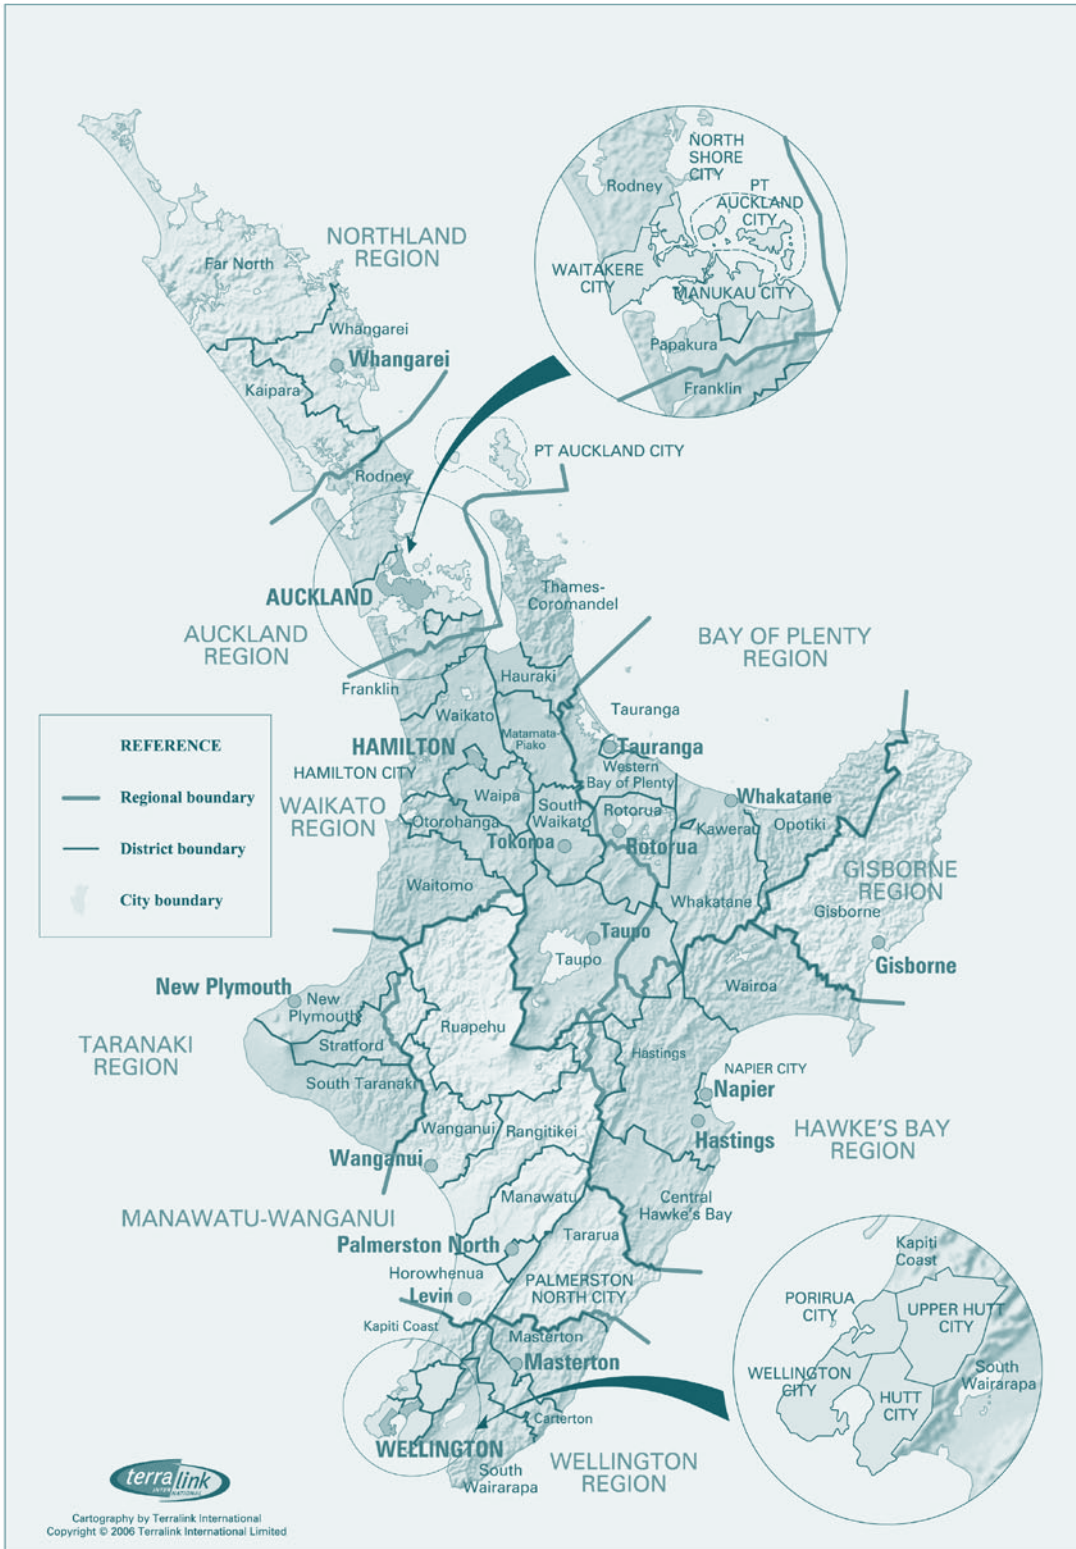 NORTH
SHORE
CITY
Rodney
PT
AUCKLAND
CITY
WAITAKERE
CITY
MANUKAU CITY
Papakura
Franklin
NORTHLAND
REGION
Far North
Whangarei
Whangarei
Kaipara
PT AUCKLAND CITY
Rodney
AUCKLAND
Thames-
Coromandel
AUCKLAND
REGION
BAY OF PLENTY
REGION
Franklin
Hauraki
Waikato
Tauranga
Matamata-
Piako
HAMILTON
Tauranga
HAMILTON CITY
Western
Bay of Plenty
WAIKATO
REGION
Waipa
South
Waikato
Rotorua
Whakatane
Otorohanga
Kawerau
Opotiki
Tokoroa
Rotorua
Waitomo
Whakatane
GISBORNE
REGION
Gisborne
Taupo
Taupo
Gisborne
Wairoa
REFERENCE
Regional boundary
District boundary
City boundary
New Plymouth
New
Plymouth
Ruapehu
TARANAKI
REGION
Stratford
Hastings
South Taranaki
NAPIER CITY
Napier
Wanganui
Rangitikei
Hastings
HAWKE'S BAY
REGION
Wanganui
Manawatu
Central
Hawke's Bay
MANAWATU-WANGANUI
Tararua
Palmerston North
Horowhenua
PALMERSTON
NORTH CITY
Levin
Kapiti Coast
Masterton
Masterton
Carterton
WELLINGTON
South
Wairarapa
WELLINGTON
REGION
Kapiti
Coast
PORIRUA
CITY
UPPER HUTT
CITY
WELLINGTON
CITY
HUTT
CITY
South
Wairarapa
terralink
INTERNATIONAL
Cartography by Terralink International
Copyright © 2006 Terralink International Limited